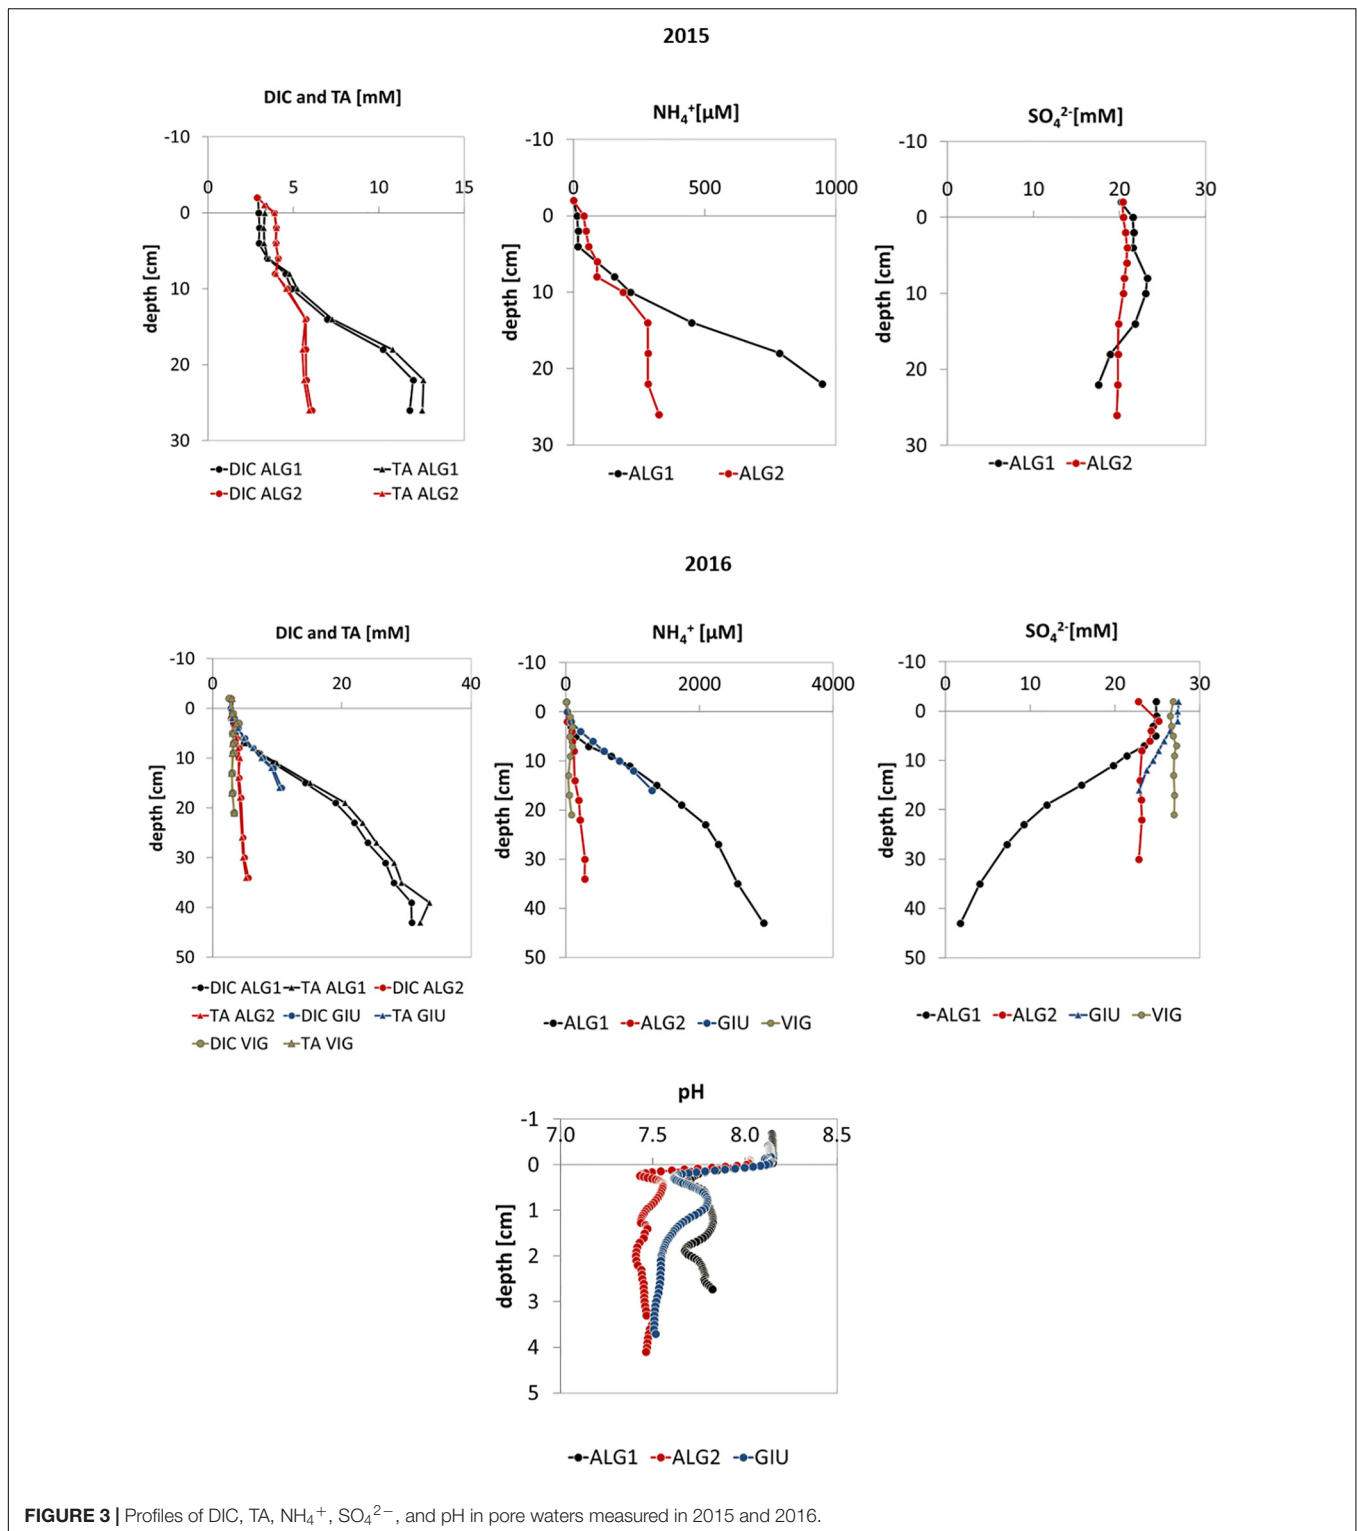 2015
DIC and TA [mM]
NH₄⁺[µM]
SO₄²⁻[mM]
-10
0
5
10
15
0
10
20
30
depth [cm]
DIC ALG1
TA ALG1
DIC ALG2
TA ALG2
-10
0
500
1000
0
10
20
30
depth [cm]
ALG1
ALG2
-10
0
10
20
30
0
10
20
30
depth [cm]
ALG1
ALG2
2016
DIC and TA [mM]
NH₄⁺ [µM]
SO₄²⁻[mM]
-10
0
20
40
0
10
20
30
40
50
depth [cm]
DIC ALG1
TA ALG1
DIC ALG2
TA ALG2
DIC GIU
TA GIU
DIC VIG
TA VIG
-10
0
2000
4000
0
10
20
30
40
50
depth [cm]
ALG1
ALG2
GIU
VIG
-10
0
10
20
30
0
10
20
30
40
50
depth [cm]
ALG1
ALG2
GIU
VIG
pH
-1
7.0
7.5
8.0
8.5
0
1
2
3
4
5
depth [cm]
ALG1
ALG2
GIU
FIGURE 3 | Profiles of DIC, TA, NH₄⁺, SO₄²⁻, and pH in pore waters measured in 2015 and 2016.